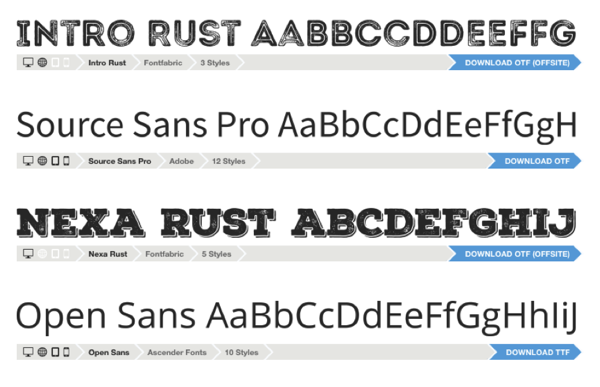 INTRO RUST AABBCCDDEEFFG
Intro Rust Fontfabric 3 Styles DOWNLOAD OTF (OFFSITE)
Source Sans Pro AaBbCcDdEeFfGgH
Source Sans Pro Adobe 12 Styles DOWNLOAD OTF
NEXA RUST ABCDEFGHIJ
Nexa Rust Fontfabric 5 Styles DOWNLOAD OTF (OFFSITE)
Open Sans AaBbCcDdEeFfGgHhIiJ
Open Sans Ascender Fonts 10 Styles DOWNLOAD TTF